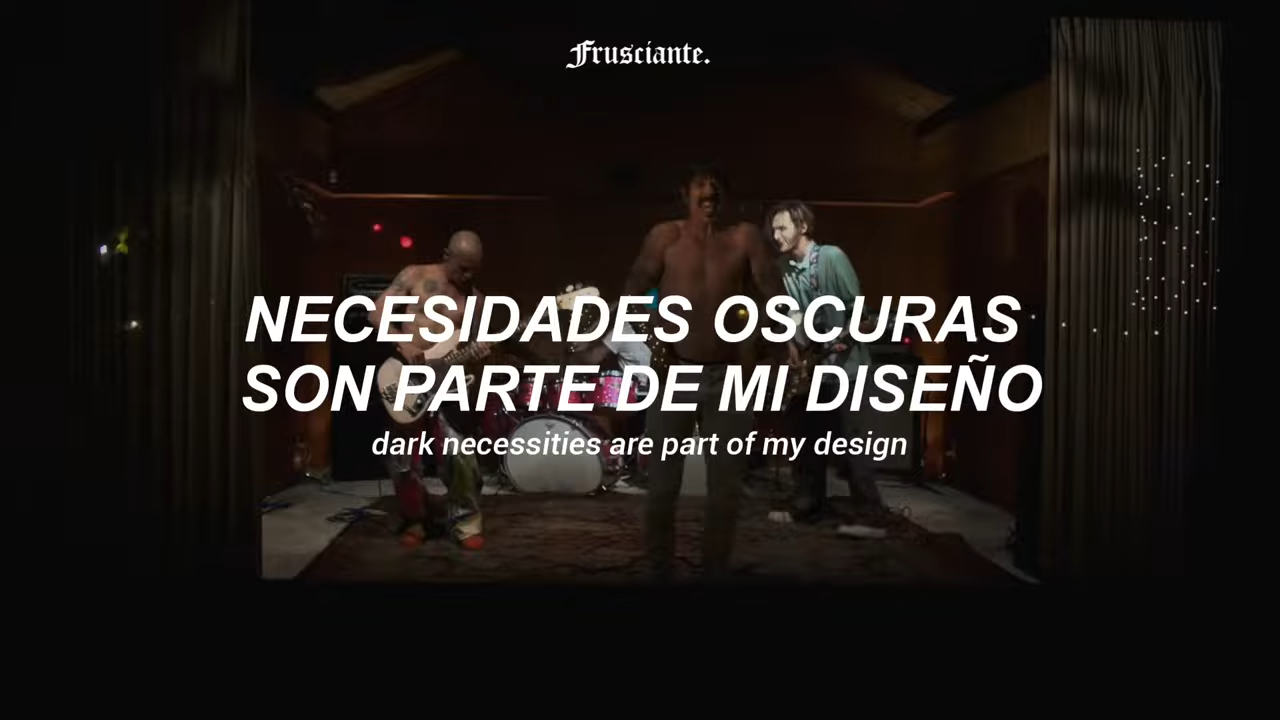 Frusciante.
NECESIDADES OSCURAS
SON PARTE DE MI DISEÑO
dark necessities are part of my design